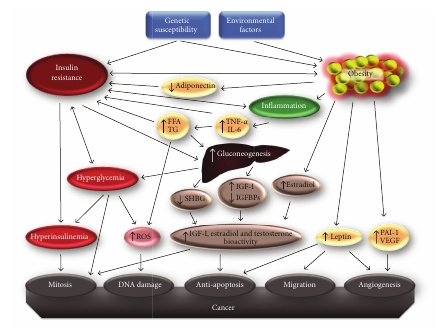 Genetic
susceptibility
Environmental
factors
Insulin
resistance
Obesity
↓ Adiponectin
Inflammation
↑ FFA
TG
↑ TNF-α
IL-6
↑ Gluconeogenesis
Hyperglycemia
↓ SHBG
↑ IGF-1
↓ IGFBPs
↑ Estradiol
Hyperinsulinemia
↑ ROS
↑ IGF-1, estradiol and testosterone
bioactivity
↑ Leptin
↑ PAI-1
VEGF
Mitosis
DNA damage
Anti-apoptosis
Migration
Angiogenesis
Cancer